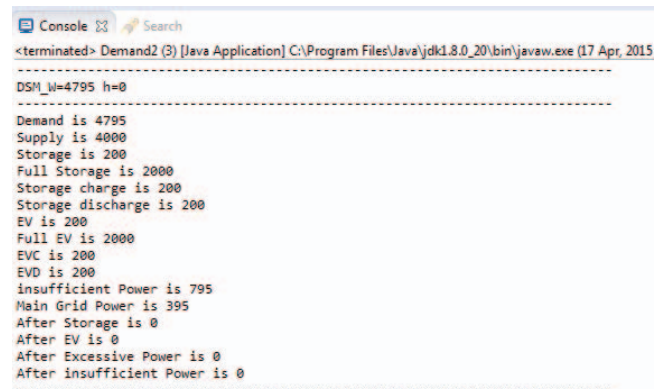 Console Search
<terminated> Demand2 (3) [Java Application] C:\Program Files\Java\jdk1.8.0_20\bin\javaw.exe (17 Apr, 2015
--------------------------------------------------------------------------
DSM_W=4795 h=0
--------------------------------------------------------------------------
Demand is 4795
Supply is 4000
Storage is 200
Full Storage is 2000
Storage charge is 200
Storage discharge is 200
EV is 200
Full EV is 2000
EVC is 200
EVD is 200
insufficient Power is 795
Main Grid Power is 395
After Storage is 0
After EV is 0
After Excessive Power is 0
After insufficient Power is 0
--------------------------------------------------------------------------